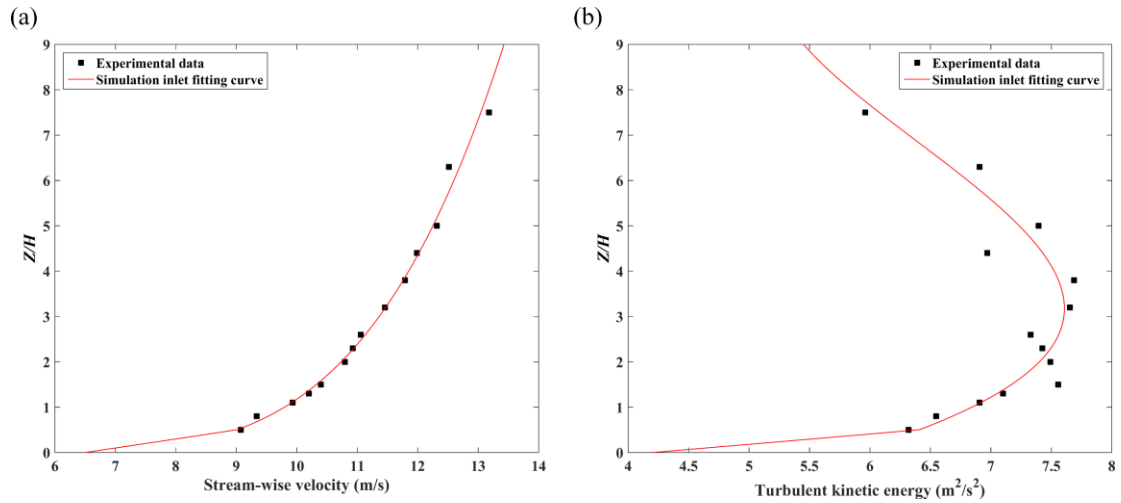 (a)
9
8
7
6
5
4
3
2
1
0
Z/H
Experimental data
Simulation inlet fitting curve
6 7 8 9 10 11 12 13 14
Stream-wise velocity (m/s)
(b)
9
8
7
6
5
4
3
2
1
0
Z/H
Experimental data
Simulation inlet fitting curve
4 4.5 5 5.5 6 6.5 7 7.5 8
Turbulent kinetic energy (m²/s²)